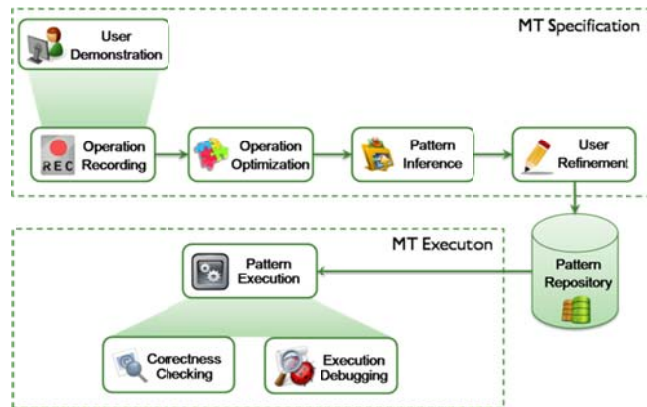 MT Specification
User
Demonstration
REC
Operation
Recording
Operation
Optimization
Pattern
Inference
User
Refinement
MT Executon
Pattern
Execution
Pattern
Repository
Correctness
Checking
Execution
Debugging